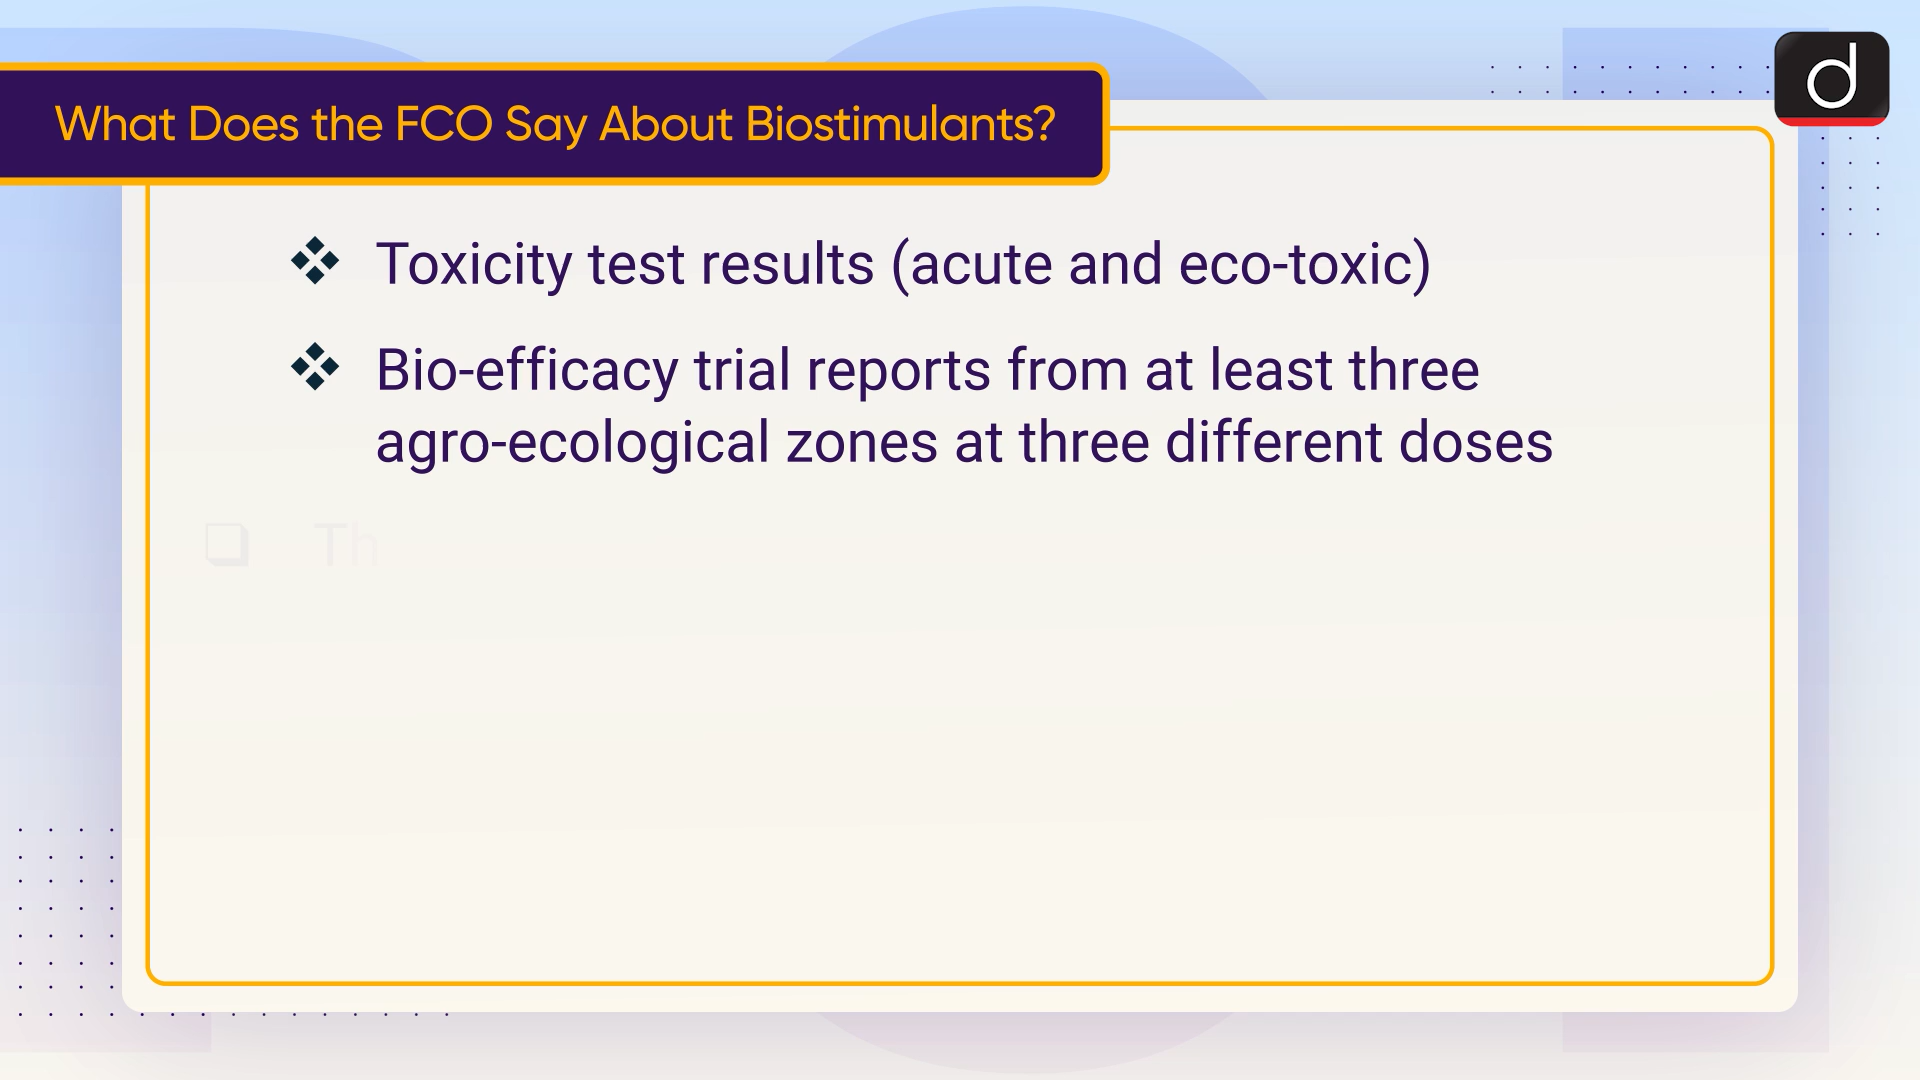 What Does the FCO Say About Biostimulants?
d
Toxicity test results (acute and eco-toxic)
Bio-efficacy trial reports from at least three
agro-ecological zones at three different doses
Th